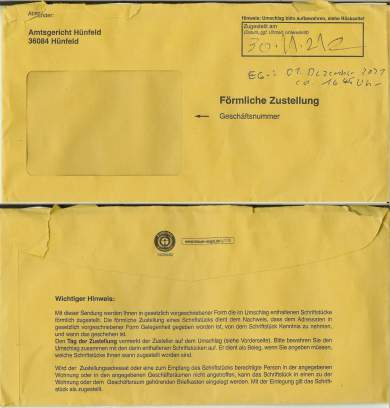 Absender:
Hinweis: Umschlag bitte aufbewahren, siehe Rückseite!
Amtsgericht Hünfeld
36084 Hünfeld
Zugestellt am
(Datum, ggf. Uhrzeit, Unterschrift)
30.11.21
EG-: 01. Dezember 2021
ca. 16 Uhr
Förmliche Zustellung
Geschäftsnummer
Wichtiger Hinweis:
Mit dieser Sendung werden Ihnen in gesetzlich vorgeschriebener Form die im Umschlag enthaltenen Schriftstücke
förmlich zugestellt. Die förmliche Zustellung eines Schriftstücks dient dem Nachweis, dass dem Adressaten in
gesetzlich vorgeschriebener Form Gelegenheit gegeben worden ist, von dem Schriftstück Kenntnis zu nehmen,
und wann das geschehen ist.
Den Tag der Zustellung vermerkt der Zusteller auf dem Umschlag (siehe Vorderseite). Bitte bewahren Sie den
Umschlag zusammen mit den darin enthaltenen Schriftstücken auf. Er dient als Beleg, wenn Sie angeben müssen,
welche Schriftstücke Ihnen wann zugestellt worden sind.
Wird der Zustellungsadressat oder eine zum Empfang des Schriftstücks berechtigte Person in der angegebenen
Wohnung oder in den angegebenen Geschäftsräumen nicht angetroffen, kann das Schriftstück in einen zu der
Wohnung oder dem Geschäftsraum gehörenden Briefkasten eingelegt werden. Mit der Einlegung gilt das Schrift-
stück als zugestellt.